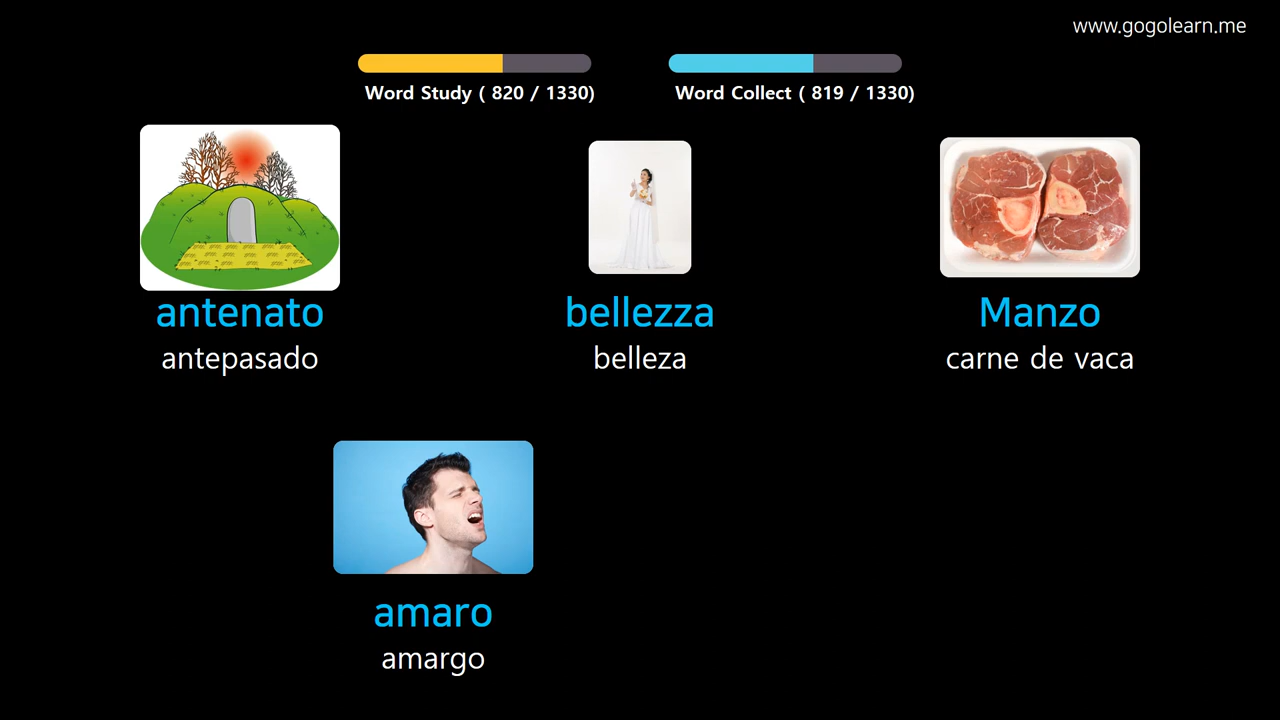 www.gogolearn.me
Word Study ( 820 / 1330)
Word Collect ( 819 / 1330)
antenato
antepasado
bellezza
belleza
Manzo
carne de vaca
amaro
amargo